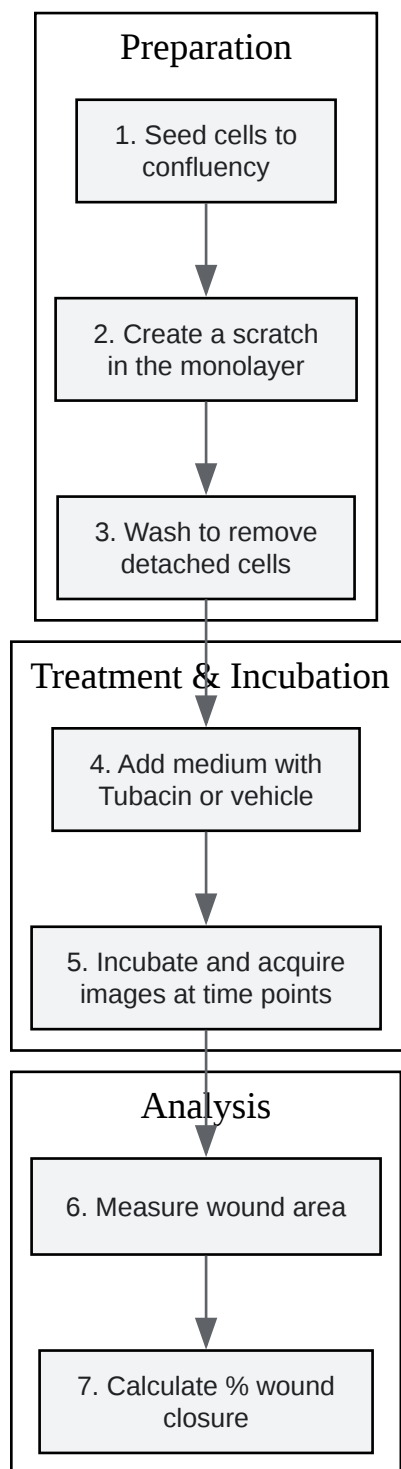 Preparation
1. Seed cells to
confluency
2. Create a scratch
in the monolayer
3. Wash to remove
detached cells
Treatment & Incubation
4. Add medium with
Tubacin or vehicle
5. Incubate and acquire
images at time points
Analysis
6. Measure wound area
7. Calculate % wound
closure